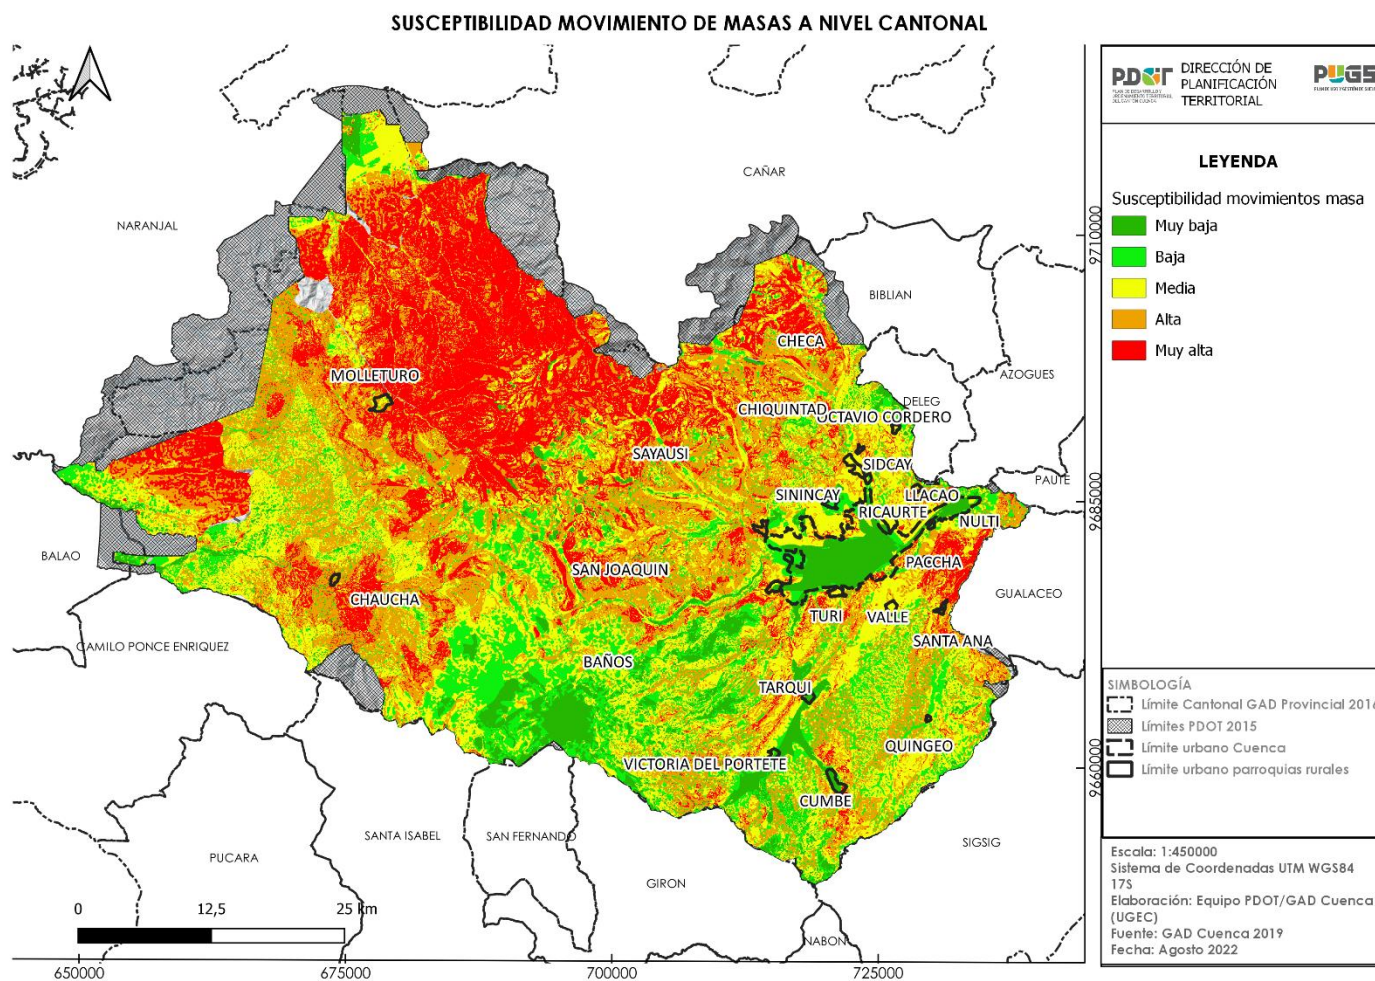 SUSCEPTIBILIDAD MOVIMIENTO DE MASAS A NIVEL CANTONAL
PDOT
DIRECCIÓN DE
PLANIFICACIÓN
TERRITORIAL
PUGS
LEYENDA
Susceptibilidad movimientos masa
Muy baja
Baja
Media
Alta
Muy alta
CAÑAR
NARANJAL
BIBLIAN
AZOGUES
DELEG
PAUTE
BALAO
GUALACEO
CAMILO PONCE ENRIQUEZ
SANTA ISABEL
SAN FERNANDO
PUCARA
GIRON
SIGSIG
NABON
CHECA
MOLLETURO
CHIQUINTAD
OCTAVIO CORDERO
SAYAUSI
SIDCAY
SININCAY
LLACAO
RICAURTE
NULTI
SAN JOAQUIN
PACCHA
CHAUCHA
TURI
VALLE
SANTA ANA
BAÑOS
TARQUI
QUINGEO
VICTORIA DEL PORTETE
CUMBE
9710000
9685000
9660000
0 12,5 25 km
650000 675000 700000 725000
SIMBOLOGÍA
Límite Cantonal GAD Provincial 2016
Límites PDOT 2015
Límite urbano Cuenca
Límite urbano parroquias rurales
Escala: 1:450000
Sistema de Coordenadas UTM WGS84
17S
Elaboración: Equipo PDOT/GAD Cuenca
(UGEC)
Fuente: GAD Cuenca 2019
Fecha: Agosto 2022